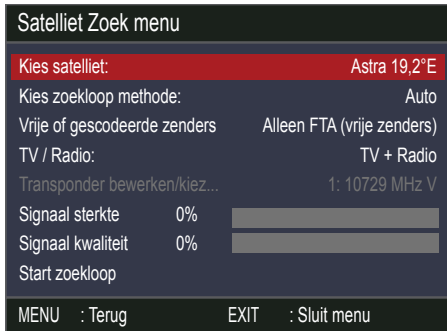 Satelliet Zoek menu
Kies satelliet: Astra 19,2°E
Kies zoekloop methode: Auto
Vrije of gescodeerde zenders Alleen FTA (vrije zenders)
TV / Radio: TV + Radio
Transponder bewerken/kiez... 1: 10729 MHz V
Signaal sterkte 0%
Signaal kwaliteit 0%
Start zoekloop
MENU : Terug EXIT : Sluit menu